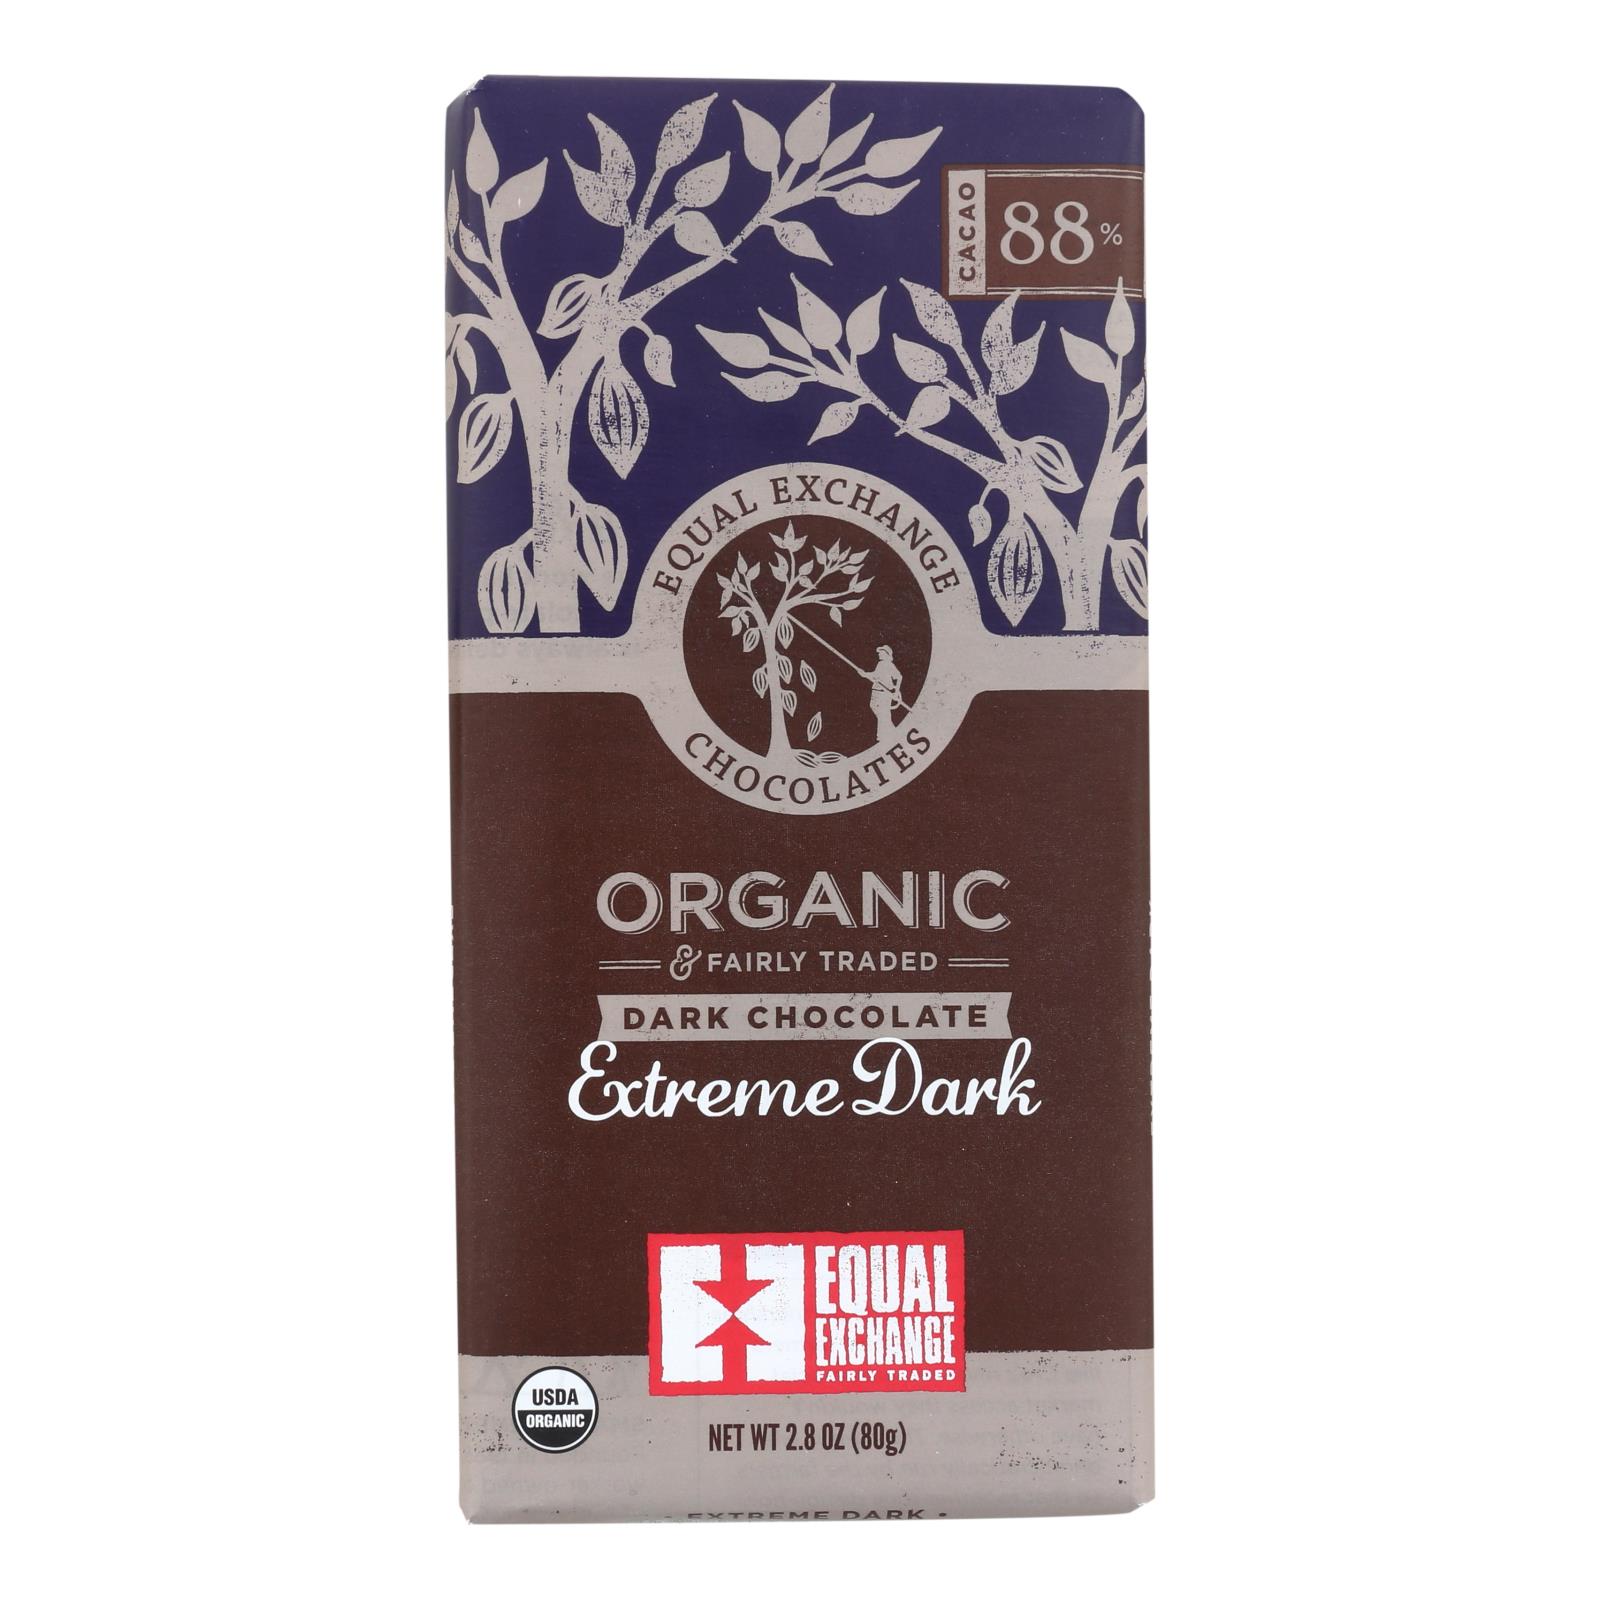 CACAO
88%
EQUAL EXCHANGE
CHOCOLATES
ORGANIC
& FAIRLY TRADED
DARK CHOCOLATE
Extreme Dark
EQUAL
EXCHANGE
FAIRLY TRADED
USDA
ORGANIC
NET WT 2.8 OZ (80g)
• EXTREME DARK •